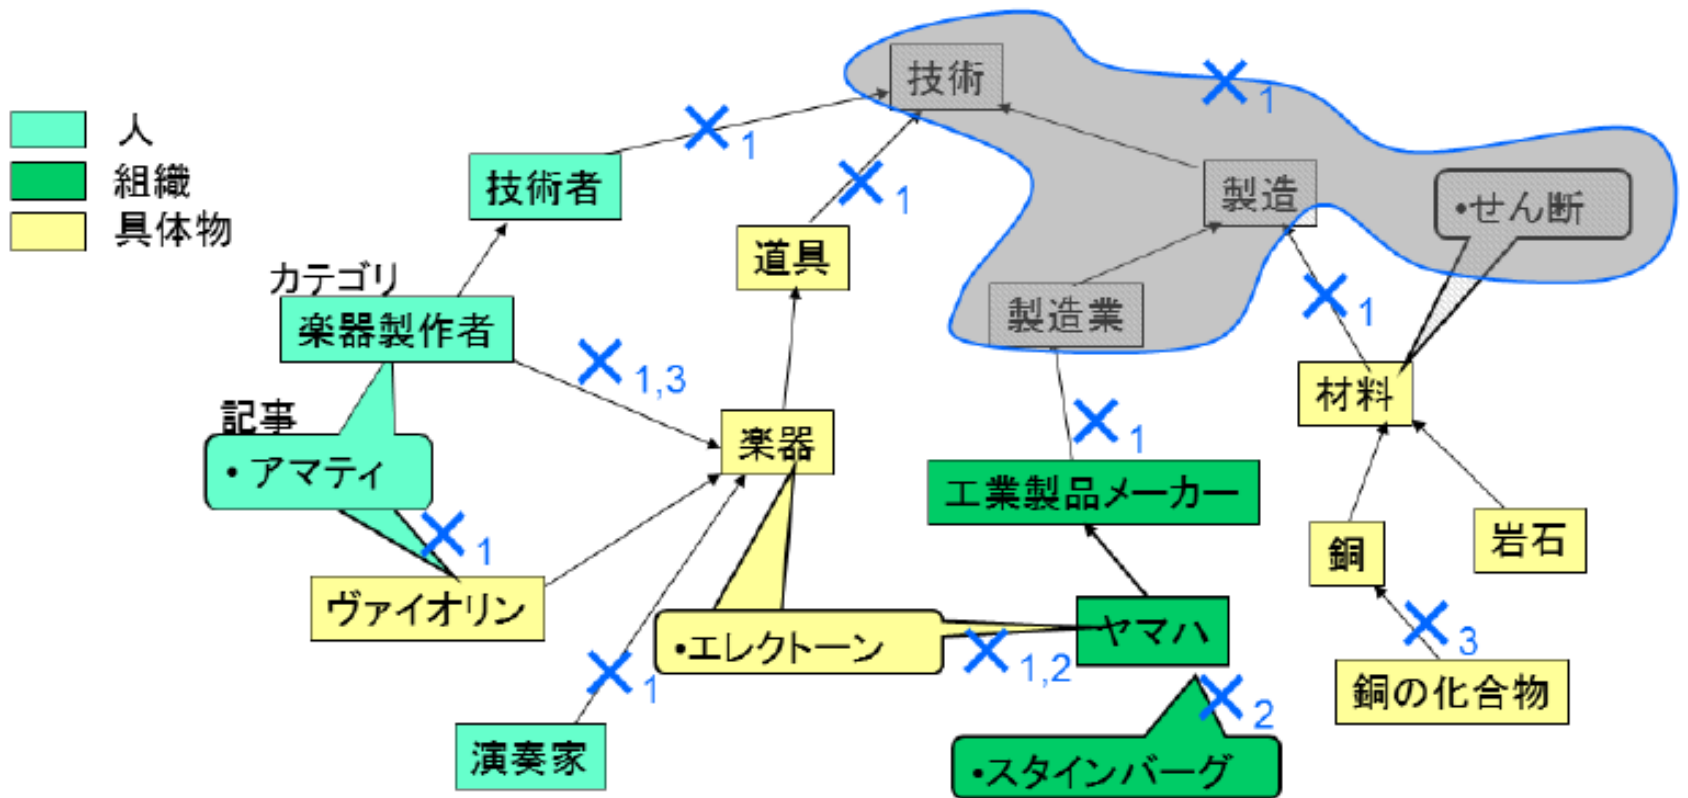 人
組織
具体物
技術
1
1
技術者
製造
•せん断
1
道具
カテゴリ
楽器製作者
製造業
1
1,3
材料
記事
楽器
1
• アマティ
工業製品メーカー
1
銅
岩石
ヴァイオリン
•エレクトーン
ヤマハ
3
1
1,2
銅の化合物
2
演奏家
•スタインバーグ